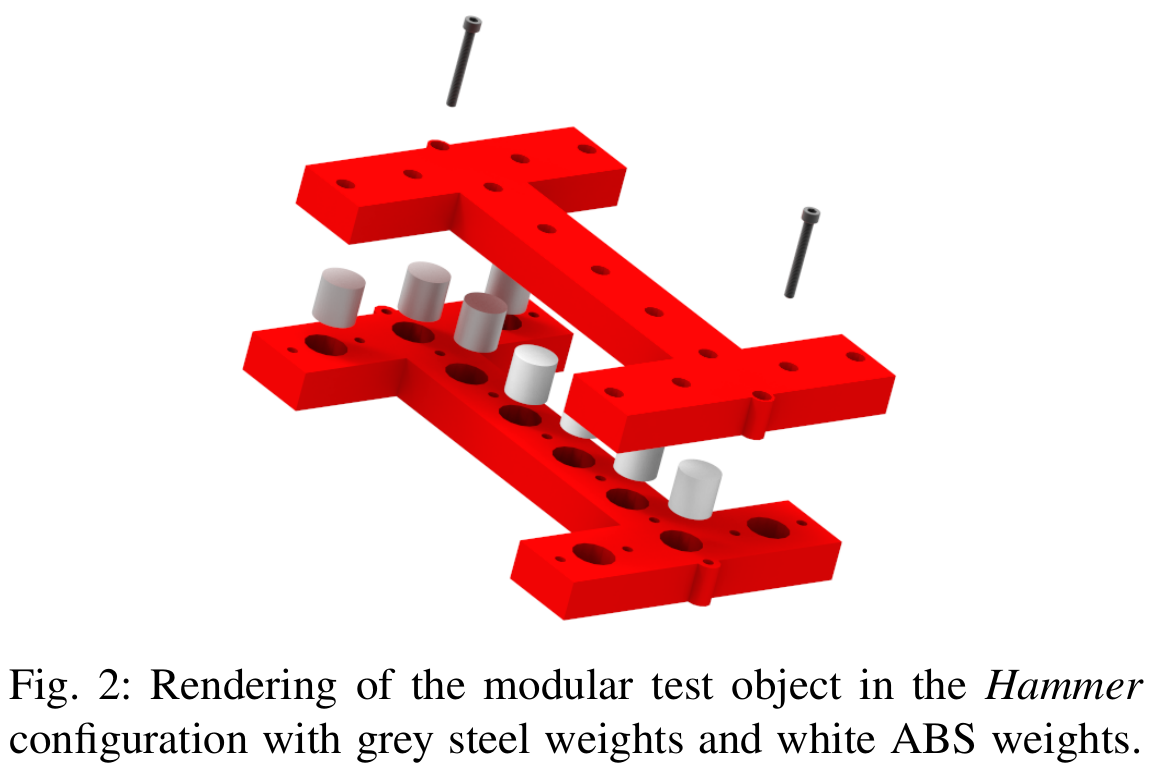 Fig. 2: Rendering of the modular test object in the Hammer
configuration with grey steel weights and white ABS weights.